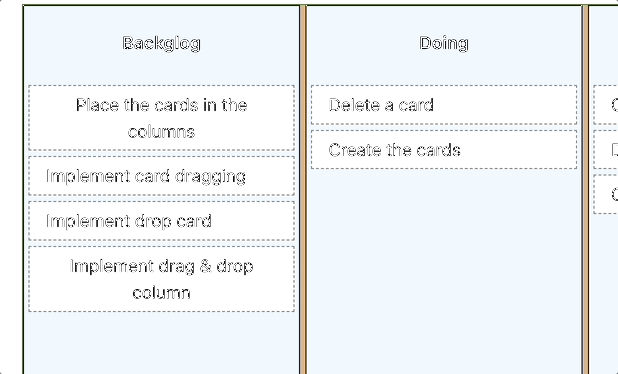 Backglog
Place the cards in the
columns
Implement card dragging
Implement drop card
Implement drag & drop
column
Doing
Delete a card
Create the cards